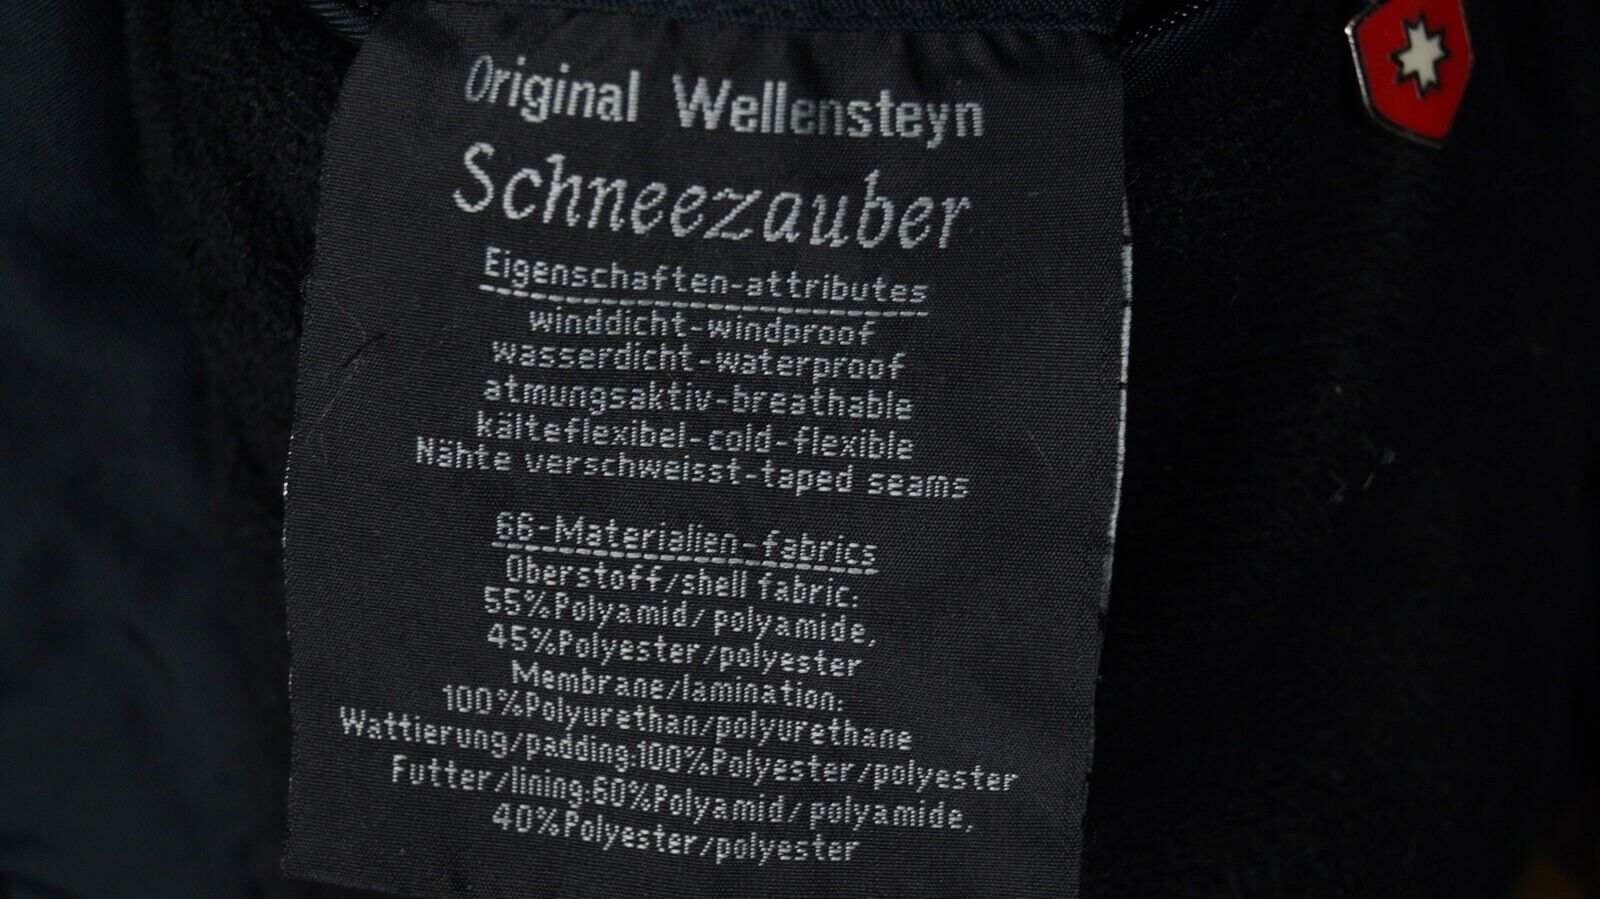 Original Wellensteyn
Schneezauber
Eigenschaften-attributes
winddicht-windproof
wasserdicht-waterproof
atmungsaktiv-breathable
kälteflexibel-cold-flexible
Nähte verschweisst-taped seams
66-Materialien-fabrics
Oberstoff/shell fabric:
55%Polyamid/polyamide,
45%Polyester/polyester
Membrane/lamination:
100%Polyurethan/polyurethane
Wattierung/padding:100%Polyester/polyester
Futter/lining:60%Polyamid/polyamide,
40%Polyester/polyester